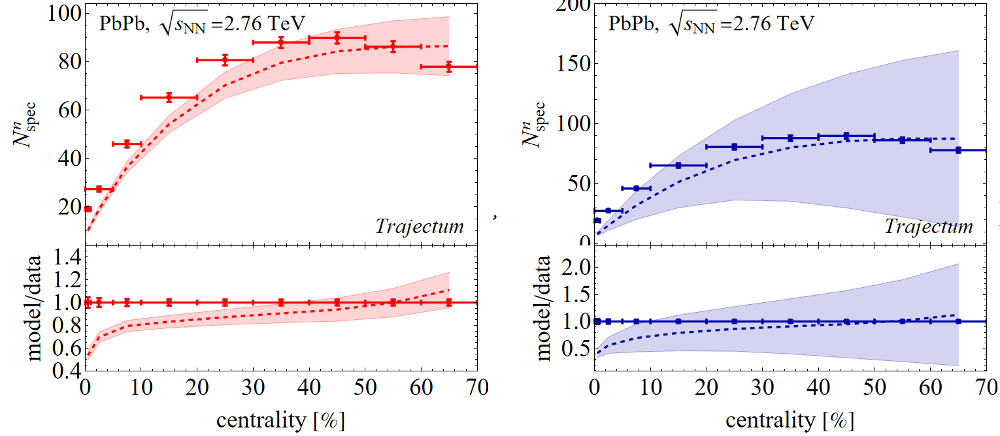 PbPb, √sNN =2.76 TeV
100
80
60
40
20
N^n_spec
Trajectum
1.4
1.2
1.0
0.8
0.6
0.4
model/data
0 10 20 30 40 50 60 70
centrality [%]
,
PbPb, √sNN =2.76 TeV
200
150
100
50
0
N^n_spec
Trajectum
2.0
1.5
1.0
0.5
model/data
0 10 20 30 40 50 60 70
centrality [%]